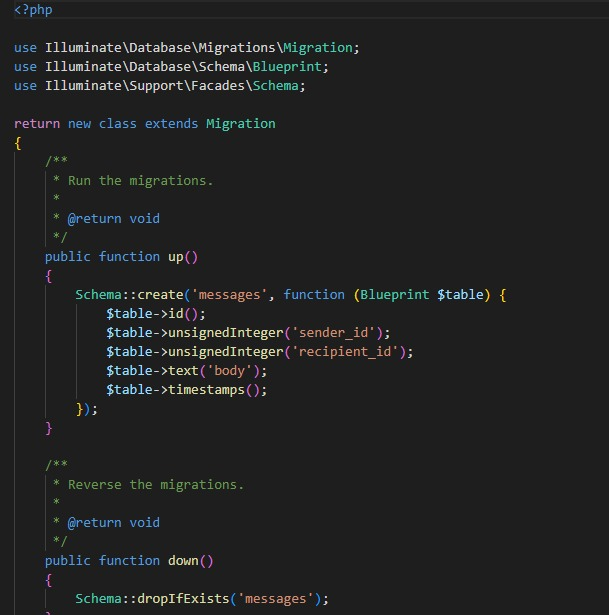 <?php

use Illuminate\Database\Migrations\Migration;
use Illuminate\Database\Schema\Blueprint;
use Illuminate\Support\Facades\Schema;

return new class extends Migration
{
    /**
     * Run the migrations.
     *
     * @return void
     */
    public function up()
    {
        Schema::create('messages', function (Blueprint $table) {
            $table->id();
            $table->unsignedInteger('sender_id');
            $table->unsignedInteger('recipient_id');
            $table->text('body');
            $table->timestamps();
        });
    }

    /**
     * Reverse the migrations.
     *
     * @return void
     */
    public function down()
    {
        Schema::dropIfExists('messages');
    }